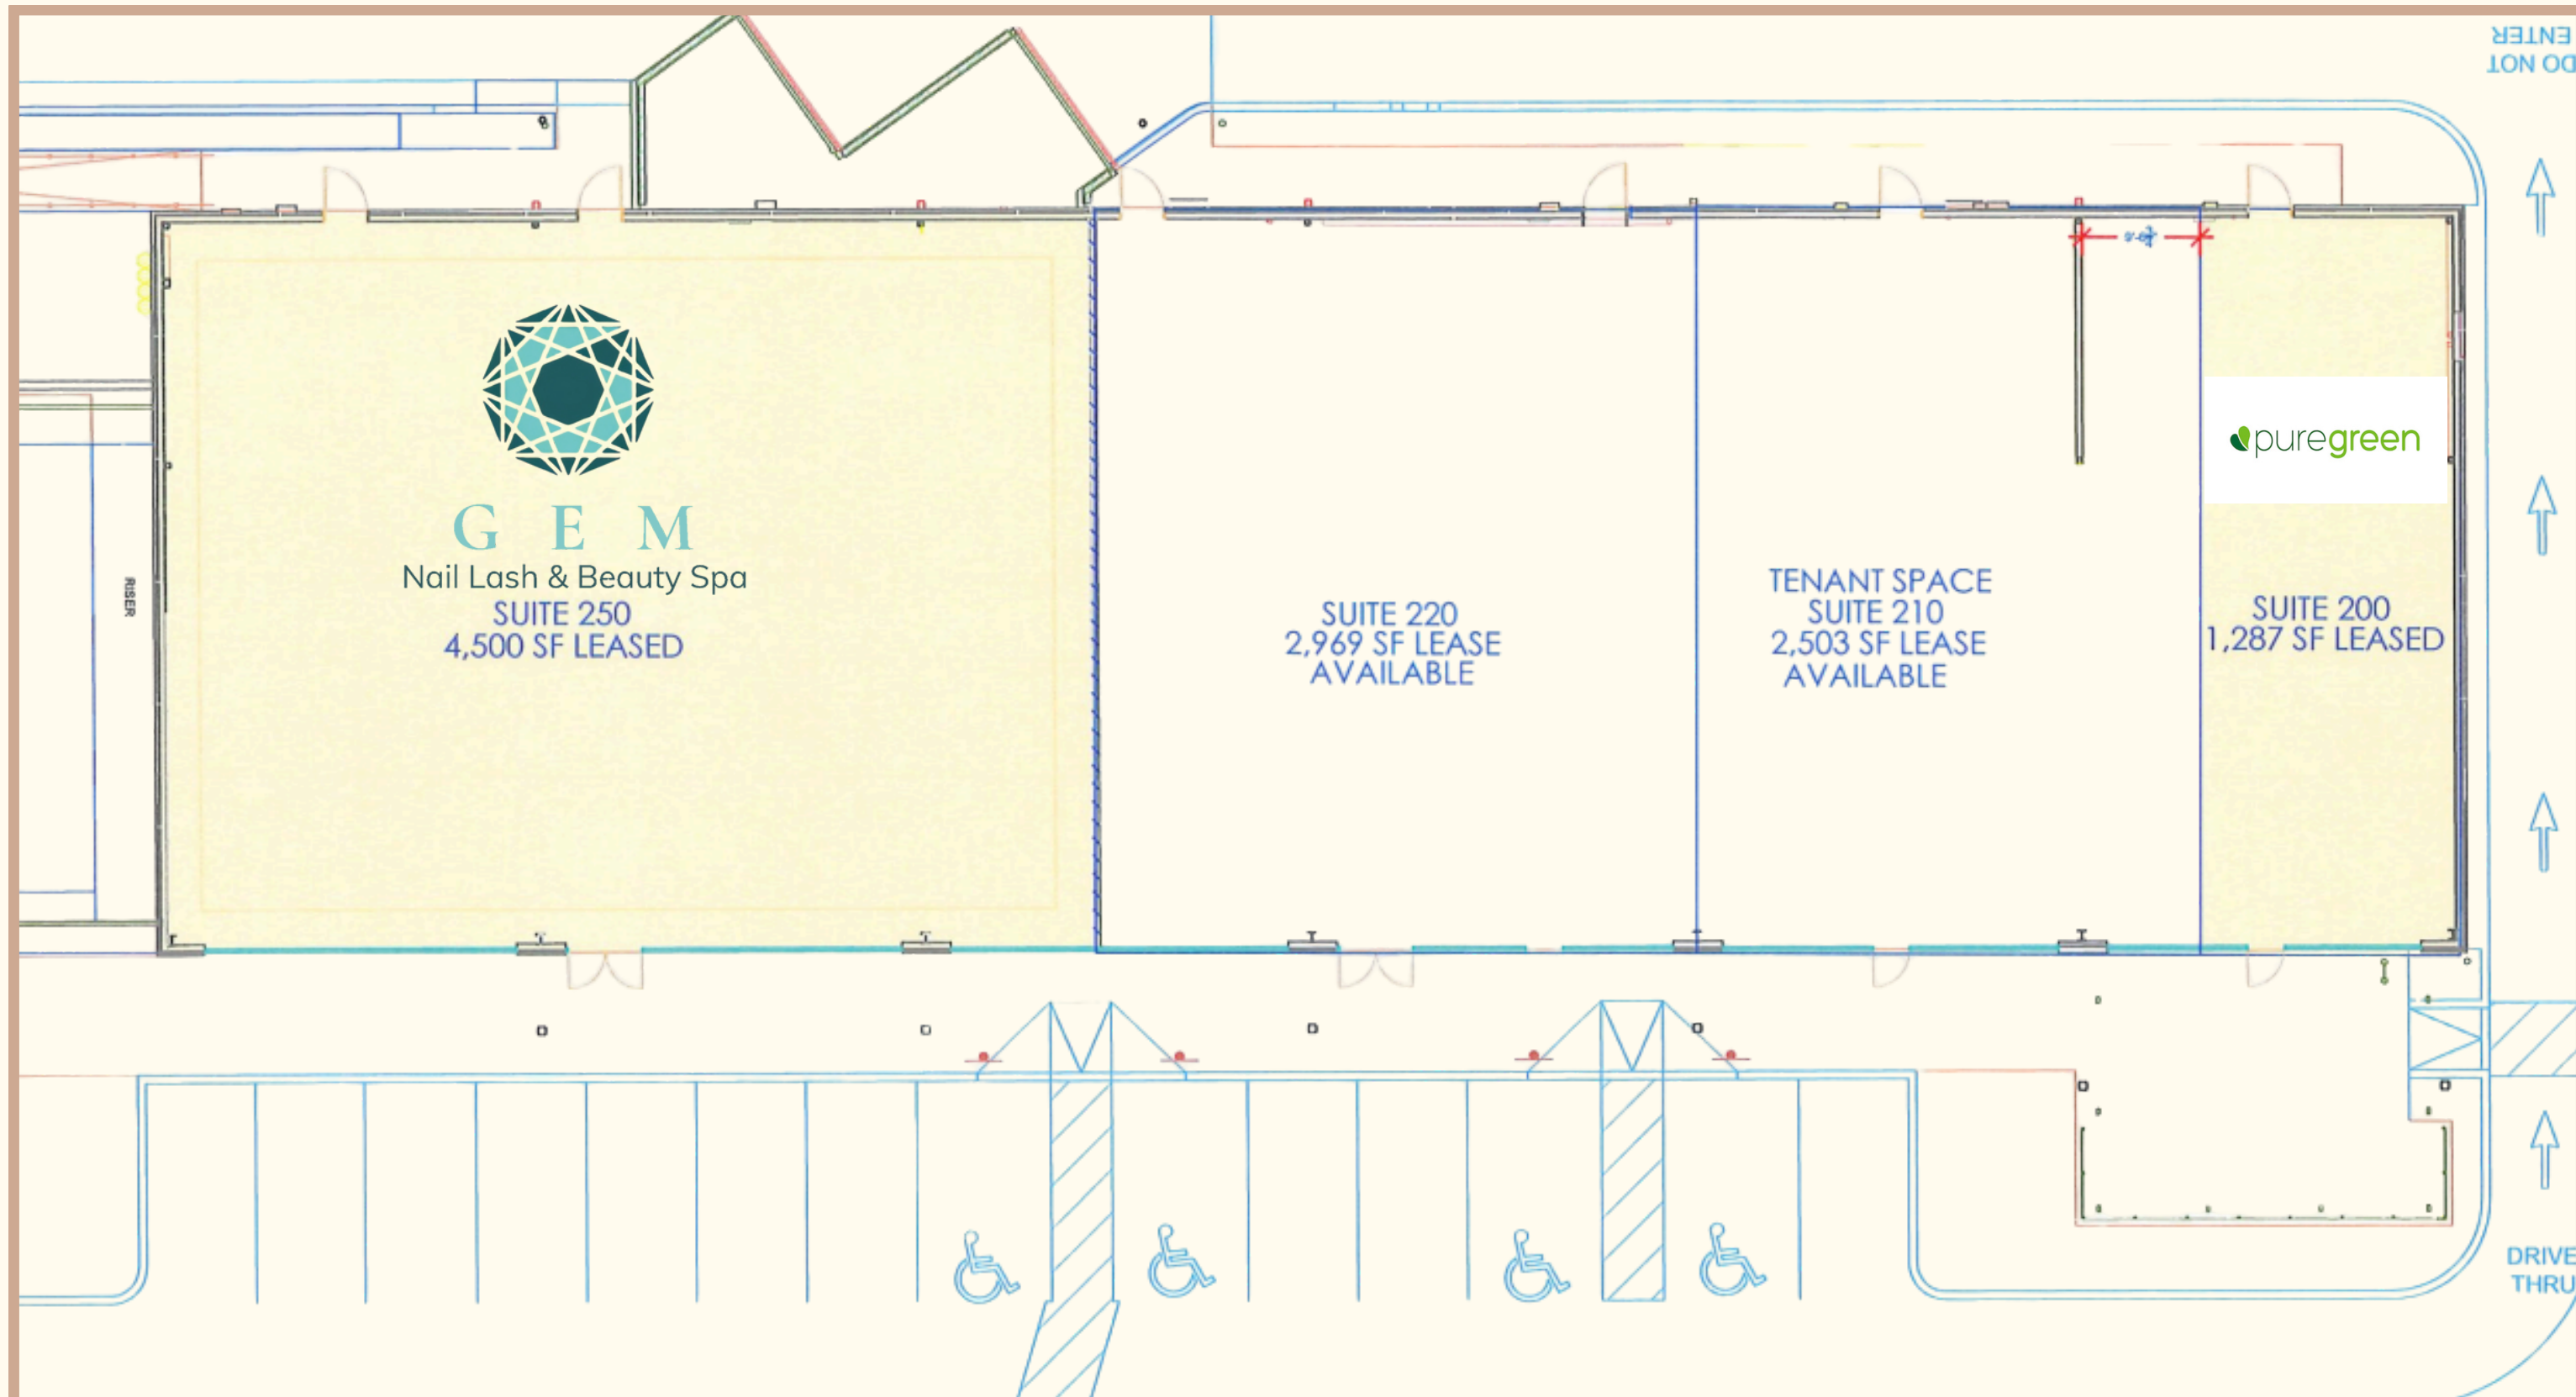 DO NOT
ENTER
puregreen
G E M
Nail Lash & Beauty Spa
SUITE 250
4,500 SF LEASED
RISER
SUITE 220
2,969 SF LEASE
AVAILABLE
TENANT SPACE
SUITE 210
2,503 SF LEASE
AVAILABLE
SUITE 200
1,287 SF LEASED
DRIVE
THRU